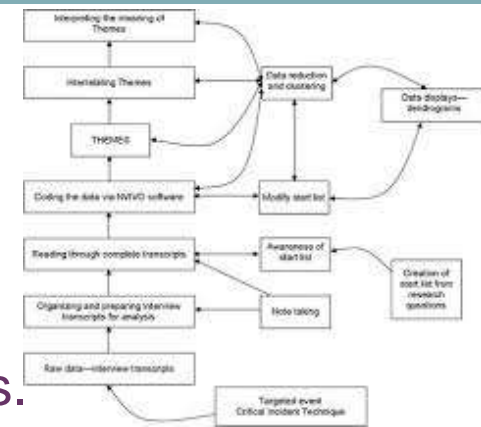 Interpreting the meaning of
Themes
Interrelating Themes
Data reduction
and clustering
Data displays—
dendrograms
THEMES
Coding the data via NVIVO software
Modify start list
Reading through complete transcripts
Awareness of
start list
Creation of
start list from
research
questions
Organizing and preparing interview
transcripts for analysis
Note taking
Raw data—interview transcripts
s.
Targeted event
Critical Incident Technique